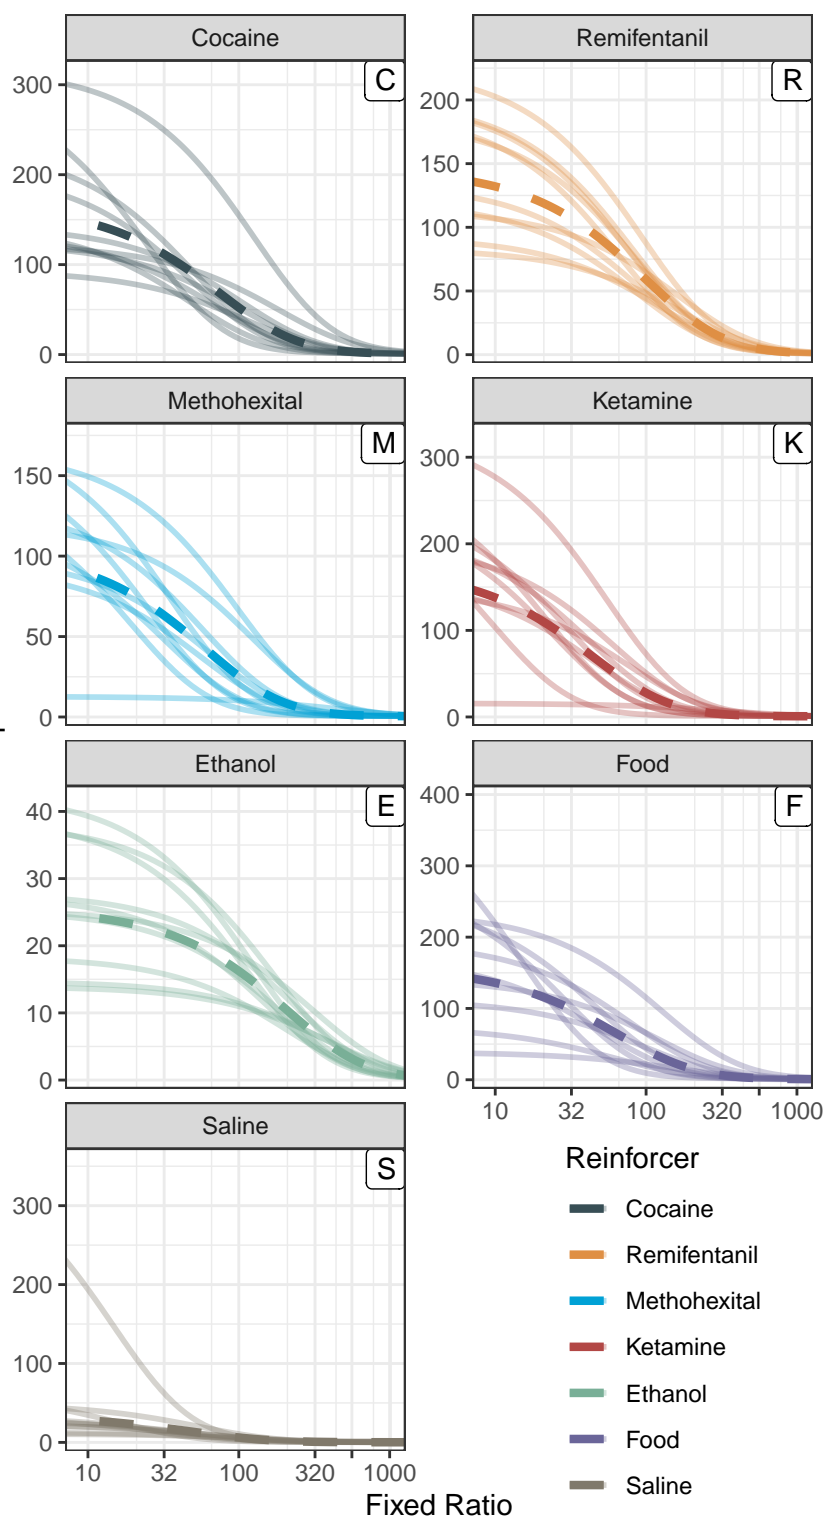 Cocaine
Remifentanil
C
R
300
200
100
0
200
150
100
50
0
Methohexital
Ketamine
M
K
150
100
50
0
300
200
100
0
Ethanol
Food
E
F
40
30
20
10
0
400
300
200
100
0
10 32 100 320 1000
Saline
S
300
200
100
0
10 32 100 320 1000
Fixed Ratio
Reinforcer
Cocaine
Remifentanil
Methohexital
Ketamine
Ethanol
Food
Saline